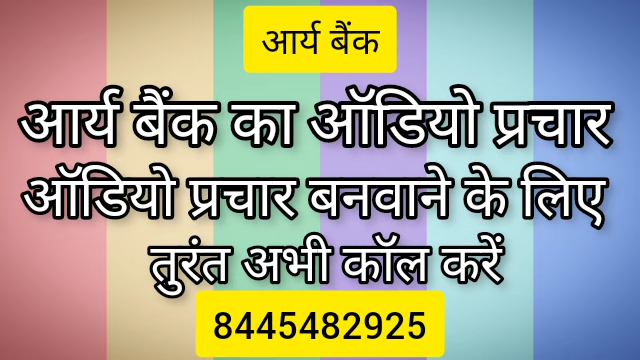 आर्य बैंक
आर्य बैंक का ऑडियो प्रचार
ऑडियो प्रचार बनवाने के लिए
तुरंत अभी कॉल करें
8445482925